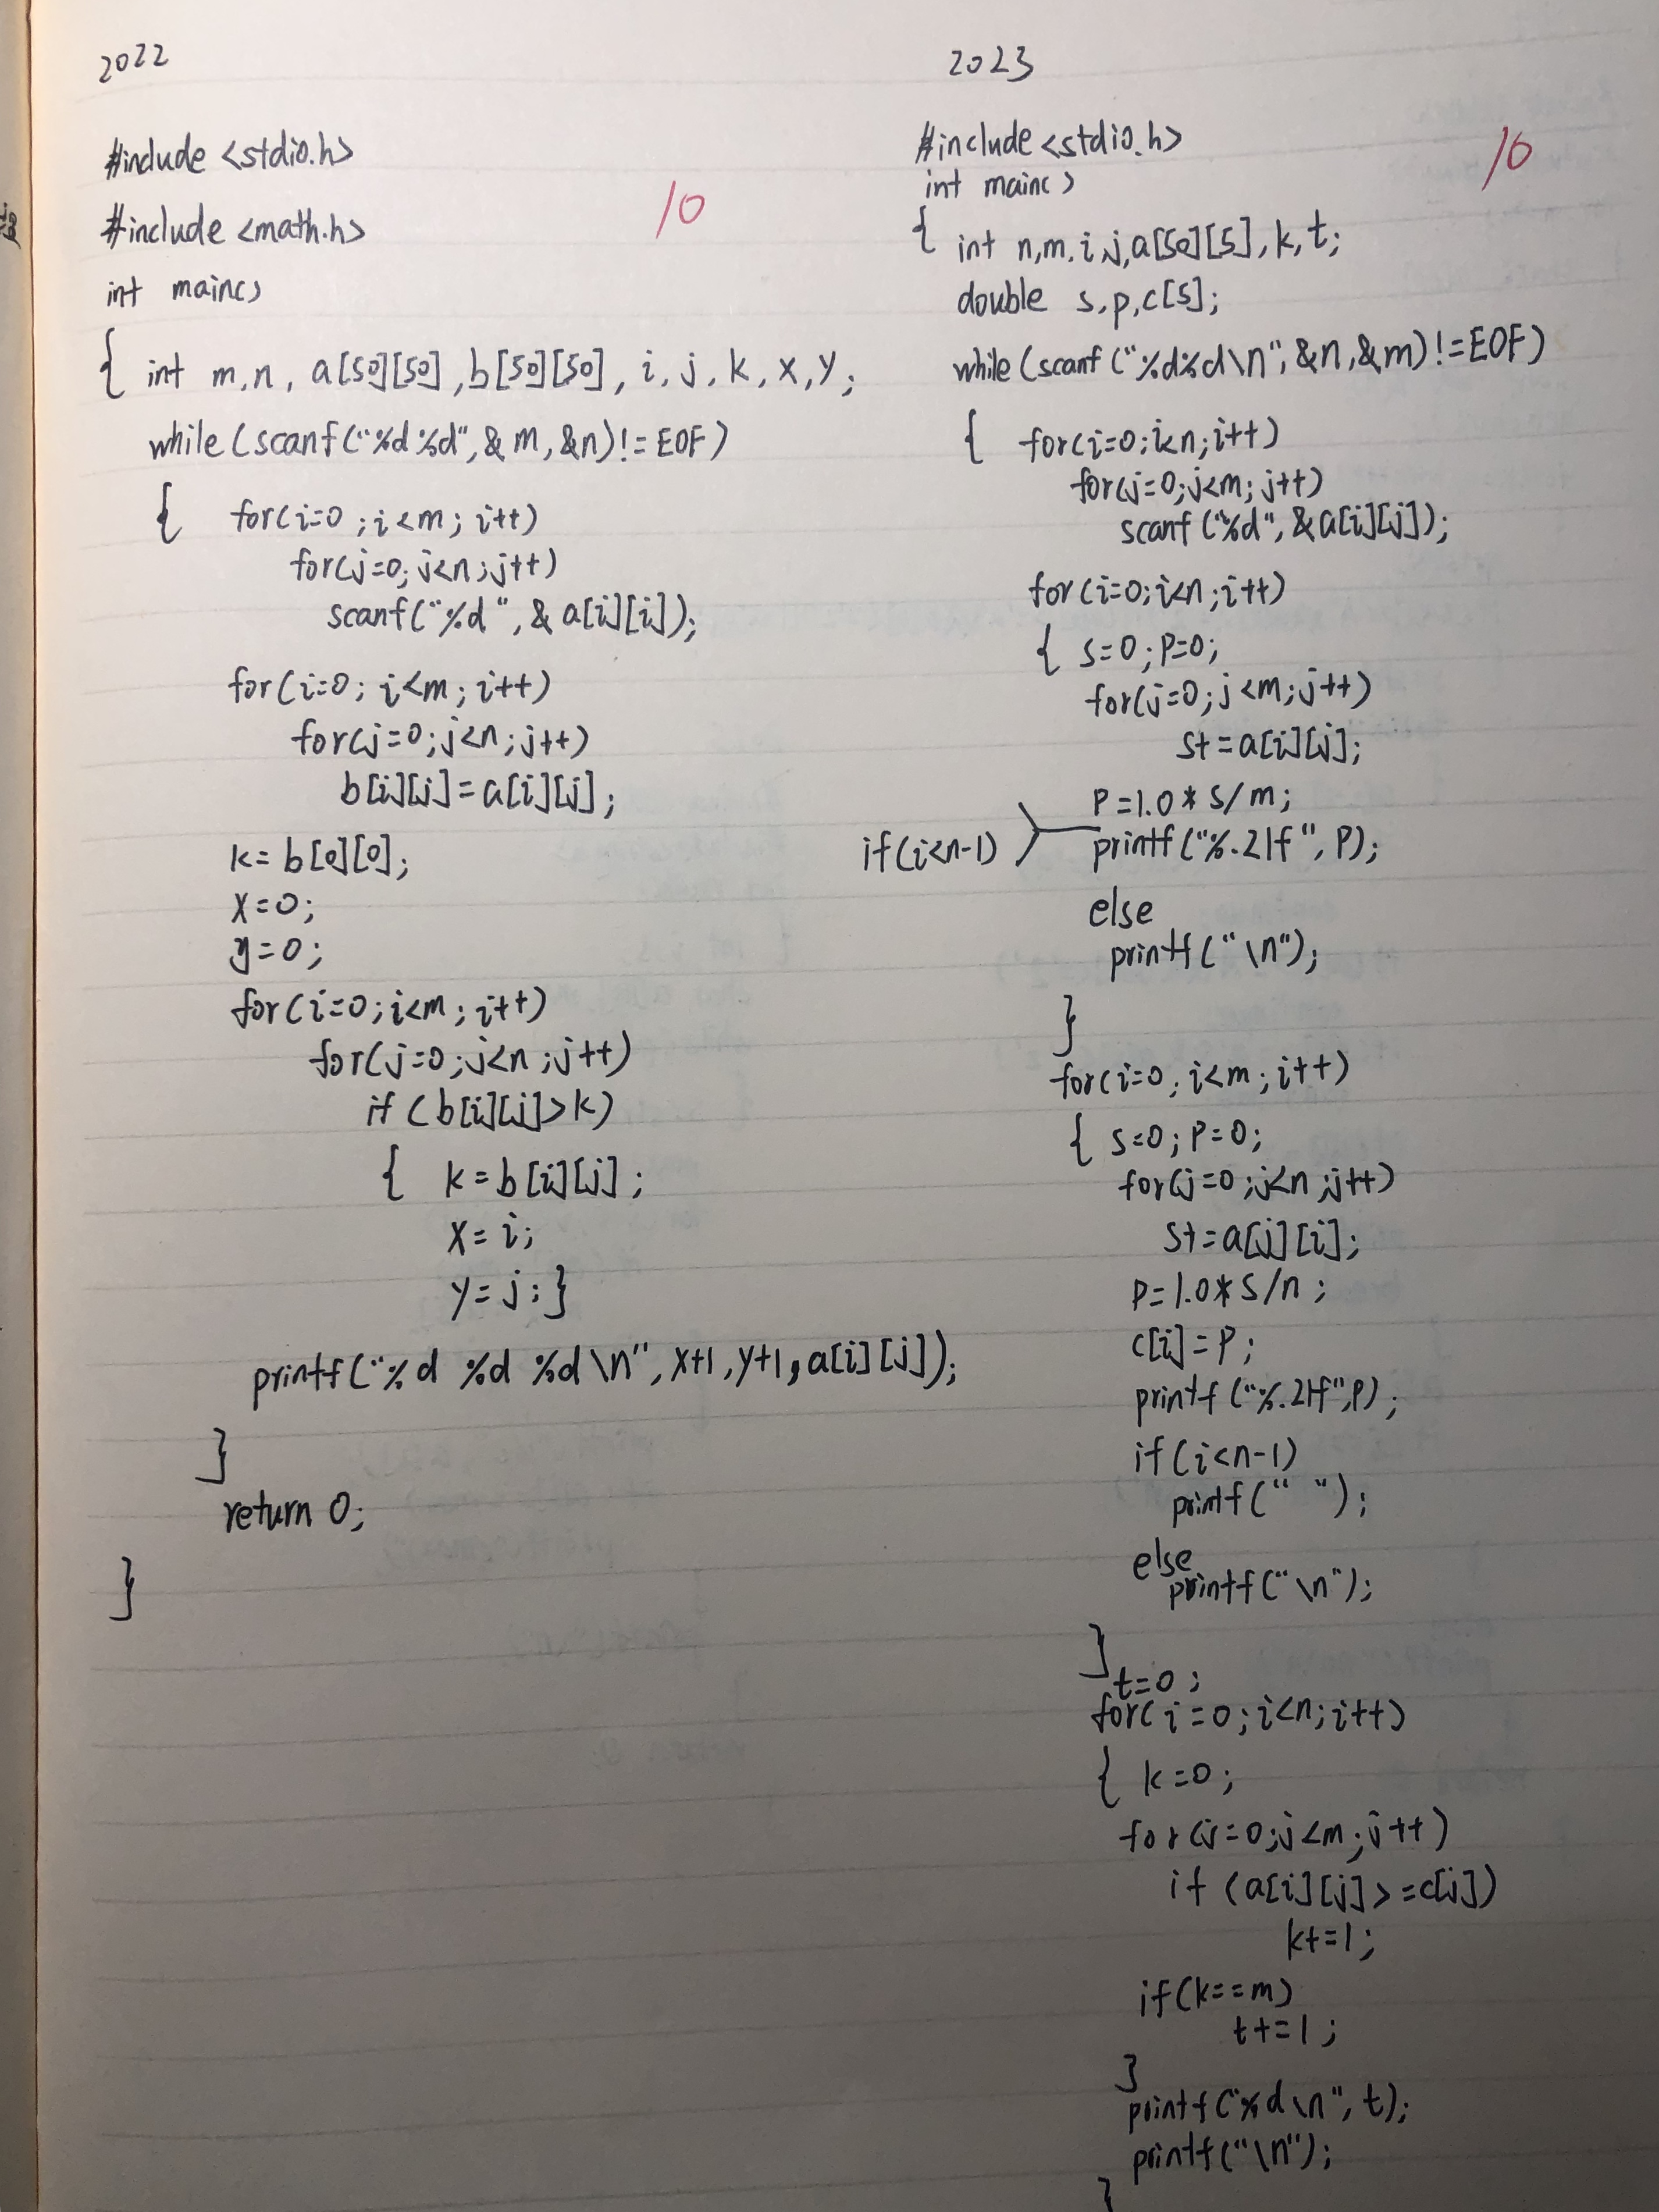 2022
#include <stdio.h>
10
#include <math.h>
int main()
{ int m,n, a[50][50], b[50][50], i, j, k, x, y;
while(scanf("%d%d",&m,&n)!=EOF)
{ for(i=0;i<m;i++)
for(j=0;j<n;j++)
scanf("%d",&a[i][i]);
for(i=0;i<m;i++)
for(j=0;j<n;j++)
b[i][j]=a[i][j];
k=b[0][0];
x=0;
y=0;
for(i=0;i<m;i++)
for(j=0;j<n;j++)
if(b[i][j]>k)
{ k=b[i][j];
x=i;
y=j;}
printf("%d %d %d\n",x+1,y+1,a[i][j]);
}
return 0;
}
2023
#include <stdio.h>
10
int main()
{ int n,m,i,j,a[50][5],k,t;
double s,p,c[5];
while(scanf("%d%d\n",&n,&m)!=EOF)
{ for(i=0;i<n;i++)
for(j=0;j<m;j++)
scanf("%d",&a[i][j]);
for(i=0;i<n;i++)
{ s=0;p=0;
for(j=0;j<m;j++)
s+=a[i][j];
p=1.0*s/m;
if(i<n-1)
printf("%.2lf",p);
else
printf("\n");
}
for(i=0;i<m;i++)
{ s=0;p=0;
for(j=0;j<n;j++)
s+=a[j][i];
p=1.0*s/n;
c[i]=p;
printf("%.2lf",p);
if(i<n-1)
printf(" ");
else
printf("\n");
}
t=0;
for(i=0;i<n;i++)
{ k=0;
for(j=0;j<m;j++)
if(a[i][j]>=c[j])
k+=1;
if(k==m)
t+=1;
}
printf("%d\n",t);
printf("\n");
}